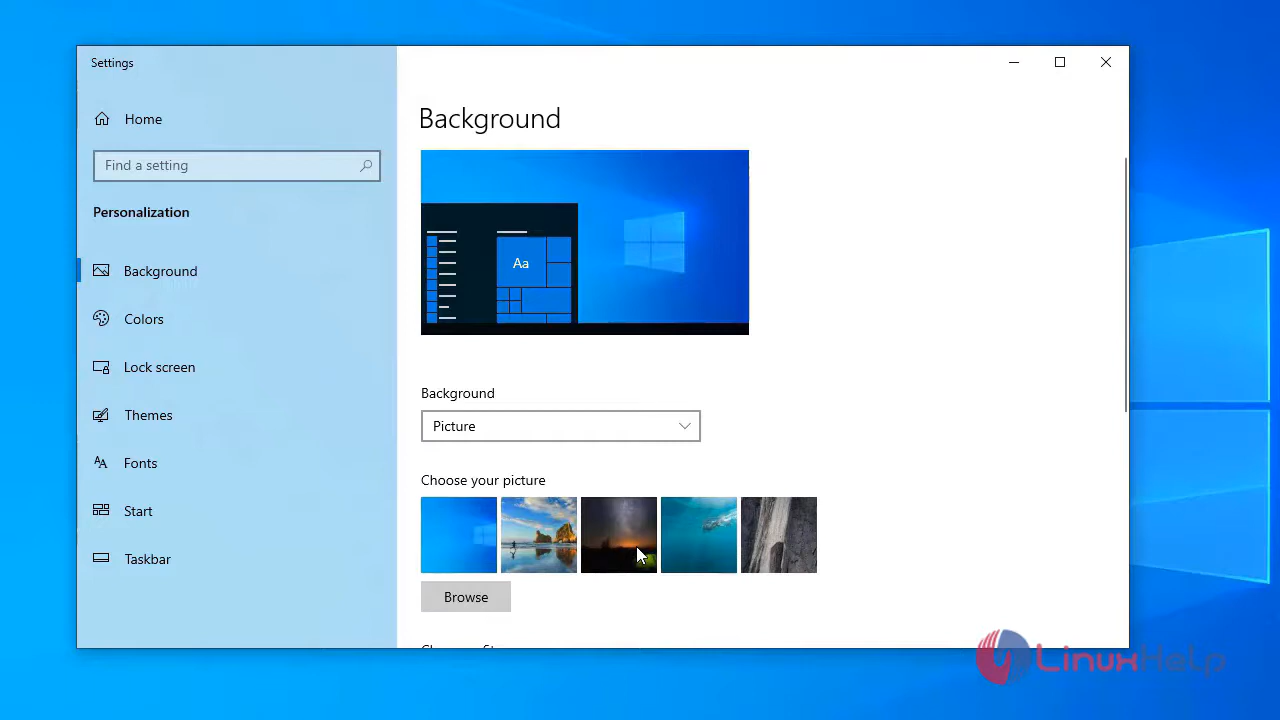 Settings
Home
Find a setting
Personalization
Background
Colors
Lock screen
Themes
Fonts
Start
Taskbar
Background
Aa
Background
Picture
Choose your picture
Browse
LinuxHelp